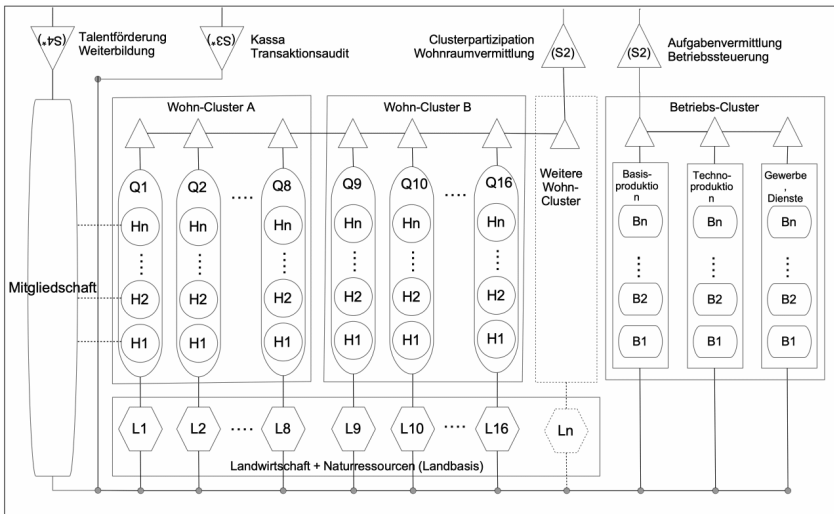 (S4*)
Talentförderung
Weiterbildung
(S3*)
Kassa
Transaktionsaudit
Clusterpartizipation
Wohnraumvermittlung
(S2)
(S2)
Aufgabenvermittlung
Betriebssteuerung
Wohn-Cluster A
Wohn-Cluster B
Betriebs-Cluster
Q1
Q2
....
Q8
Q9
Q10
....
Q16
Weitere
Wohn-
Cluster
Basis-
produktio
n
Techno-
produktio
n
Gewerbe
,
Dienste
Hn
Hn
Hn
Hn
Hn
Hn
Bn
Bn
Bn
Mitgliedschaft
H2
H2
H2
H2
H2
H2
B2
B2
B2
H1
H1
H1
H1
H1
H1
B1
B1
B1
L1
L2
....
L8
L9
L10
....
L16
Ln
Landwirtschaft + Naturressourcen (Landbasis)